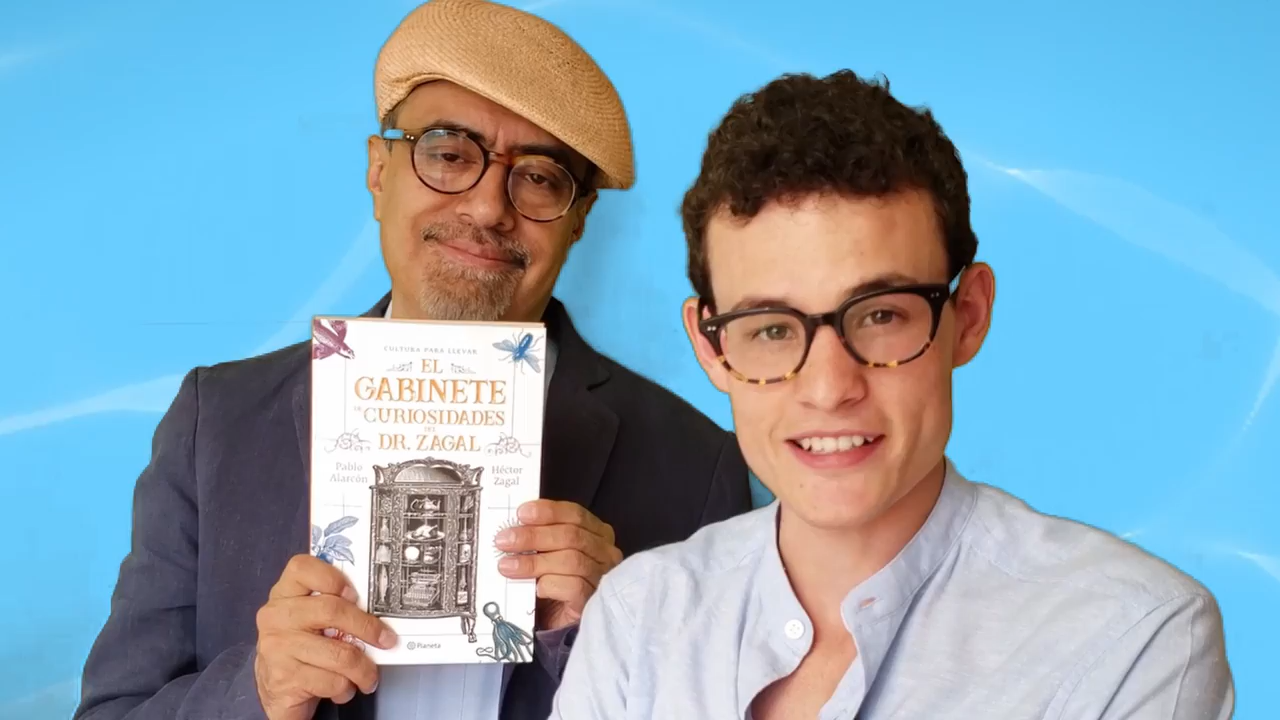 CULTURA PARA LLEVAR
EL
GABINETE
DE CURIOSIDADES
DEL
DR. ZAGAL
Pablo
Alarcón
Héctor
Zagal
Planeta